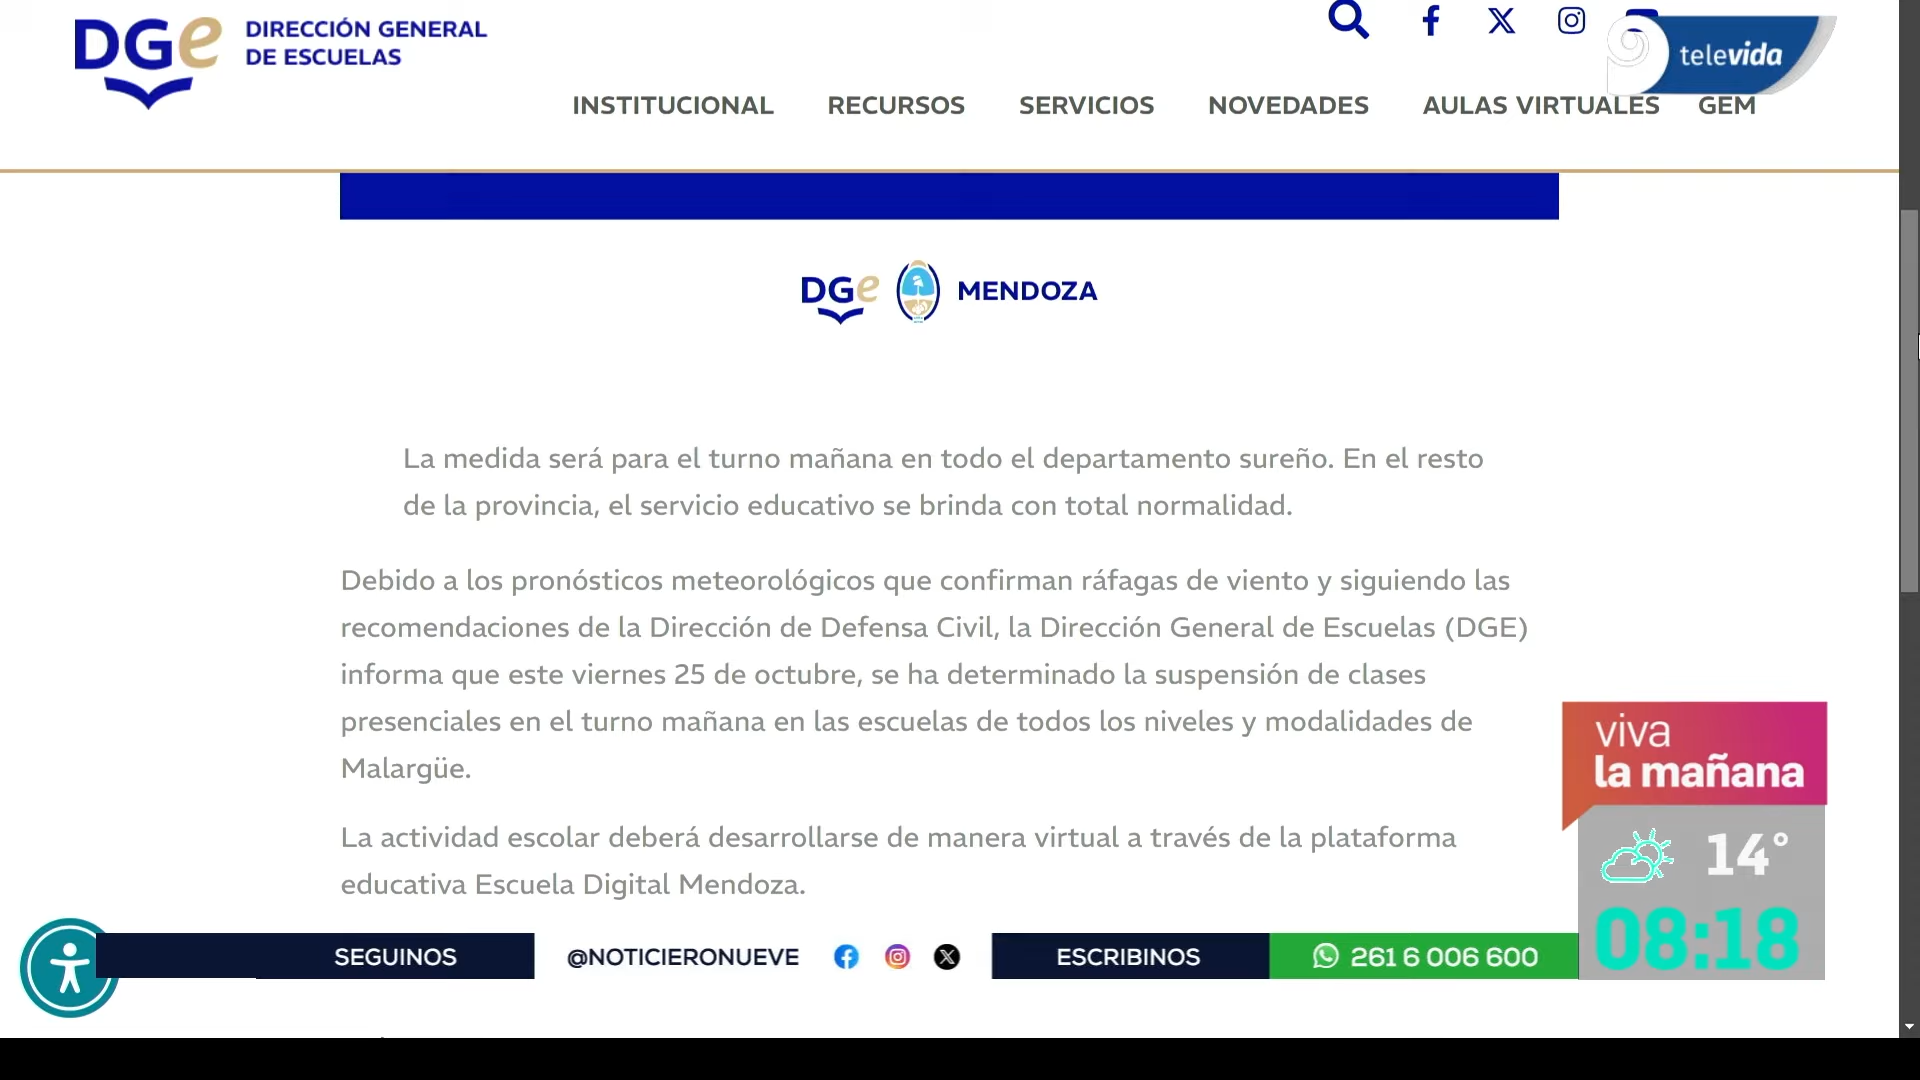 DGe DIRECCIÓN GENERAL
DE ESCUELAS
televida
INSTITUCIONAL RECURSOS SERVICIOS NOVEDADES AULAS VIRTUALES GEM
DGe MENDOZA
La medida será para el turno mañana en todo el departamento sureño. En el resto
de la provincia, el servicio educativo se brinda con total normalidad.
Debido a los pronósticos meteorológicos que confirman ráfagas de viento y siguiendo las
recomendaciones de la Dirección de Defensa Civil, la Dirección General de Escuelas (DGE)
informa que este viernes 25 de octubre, se ha determinado la suspensión de clases
presenciales en el turno mañana en las escuelas de todos los niveles y modalidades de
Malargüe.
La actividad escolar deberá desarrollarse de manera virtual a través de la plataforma
educativa Escuela Digital Mendoza.
viva
la mañana
14°
08:18
SEGUINOS @NOTICIERONUEVE ESCRIBINOS 261 6 006 600